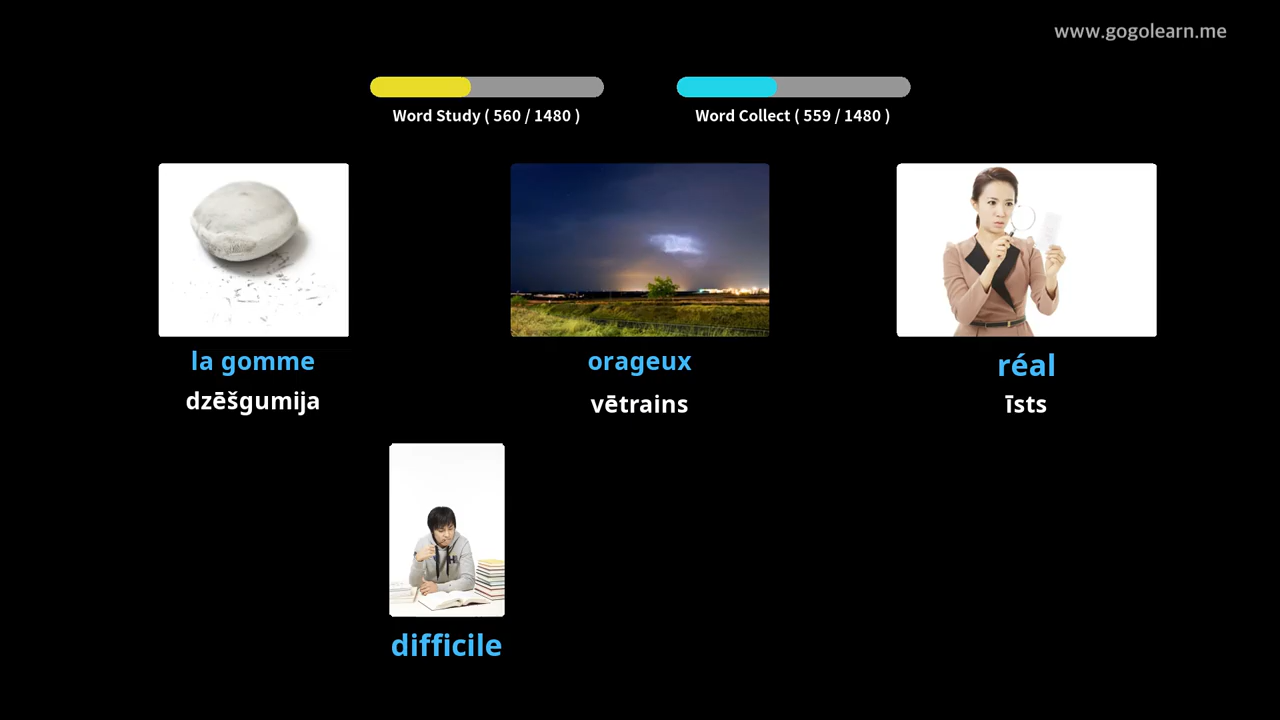 www.gogolearn.me
Word Study ( 560 / 1480 )
Word Collect ( 559 / 1480 )
la gomme
dzēšgumija
orageux
vētrains
réal
īsts
difficile